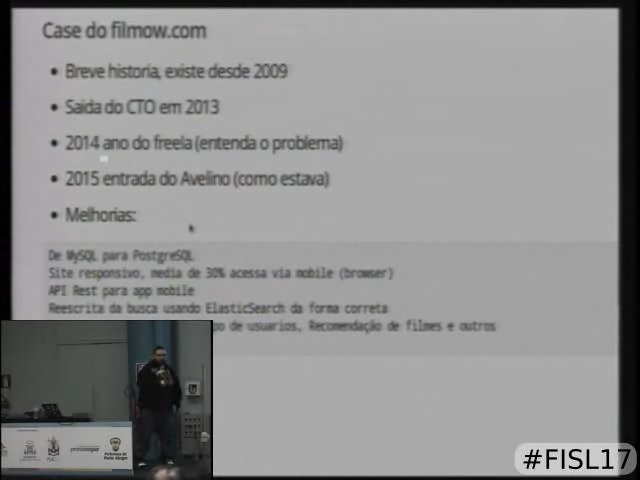 Case do filmow.com
• Breve historia, existe desde 2009
• Saida do CTO em 2013
• 2014 ano do freela (entenda o problema)
• 2015 entrada do Avelino (como estava)
• Melhorias:
De MySQL para PostgreSQL
Site responsivo, media de 30% acessa via mobile (browser)
API Rest para app mobile
Reescrita da busca usando ElasticSearch da forma correta
po de usuarios, Recomendação de filmes e outros
#FISL17